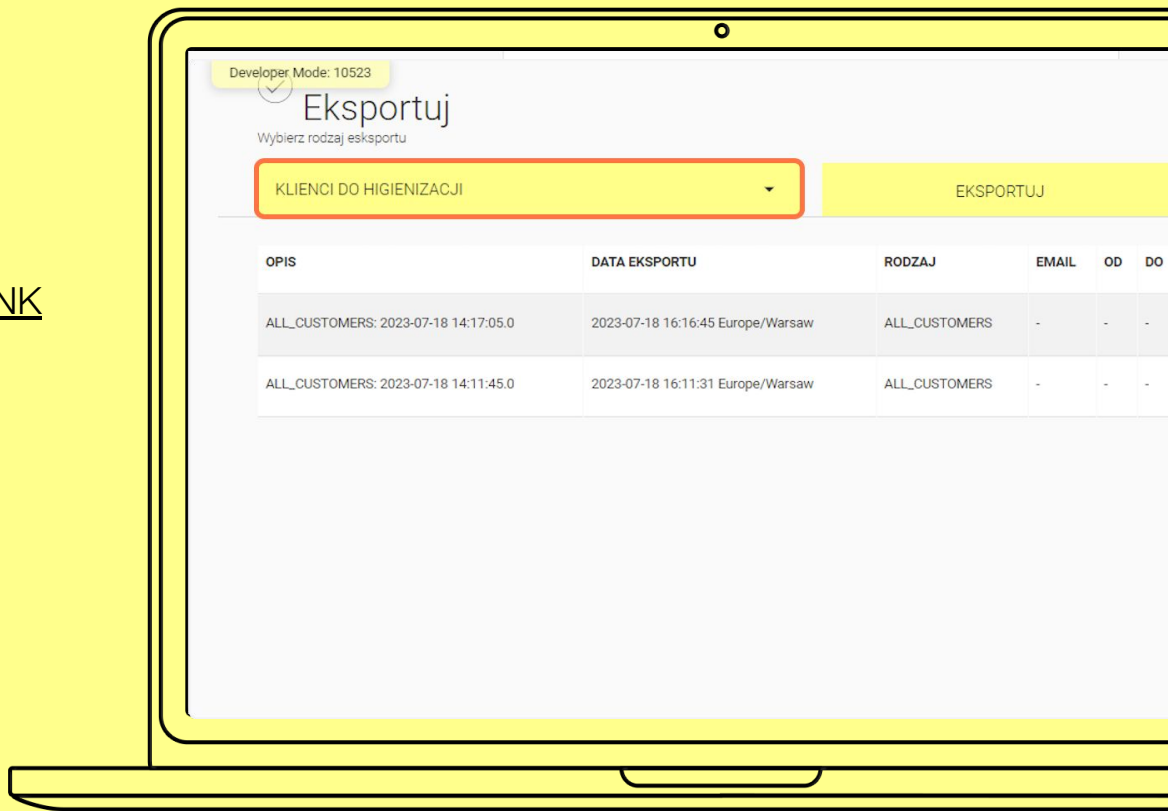 Developer Mode: 10523
Eksportuj
Wybierz rodzaj esksportu
KLIENCI DO HIGIENIZACJI EKSPORTUJ
OPIS DATA EKSPORTU RODZAJ EMAIL OD DO
NK
ALL_CUSTOMERS: 2023-07-18 14:17:05.0 2023-07-18 16:16:45 Europe/Warsaw ALL_CUSTOMERS - - -
ALL_CUSTOMERS: 2023-07-18 14:11:45.0 2023-07-18 16:11:31 Europe/Warsaw ALL_CUSTOMERS - - -